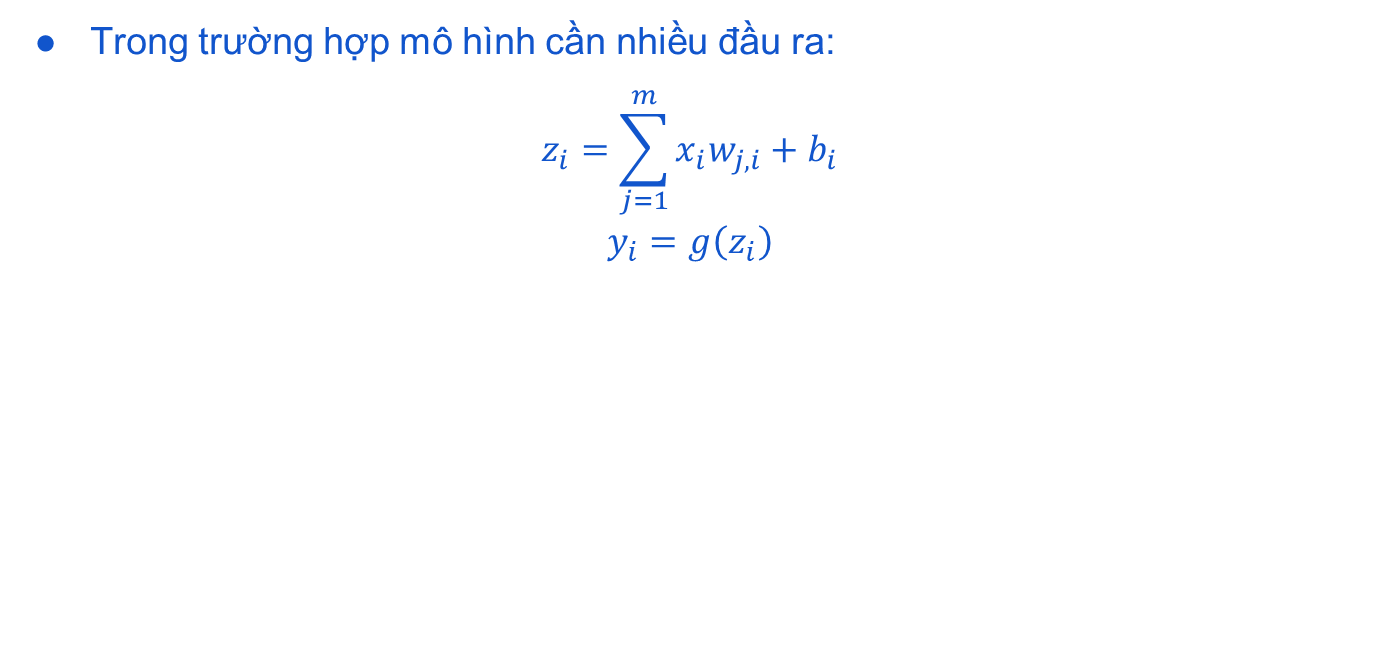 ● Trong trường hợp mô hình cần nhiều đầu ra:
$z_i = \sum_{j=1}^{m} x_i w_{j,i} + b_i$
$y_i = g(z_i)$